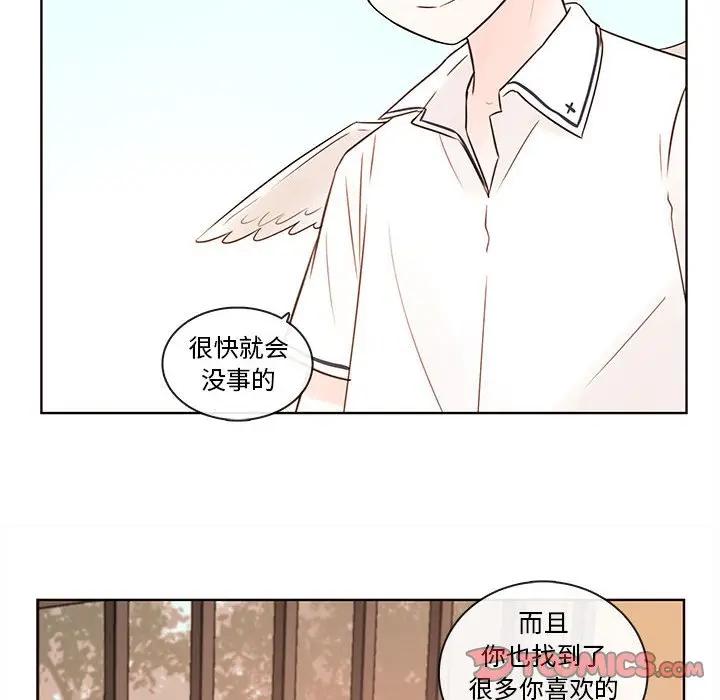 很快就会
没事的
而且
你也找到了
很多你喜欢的